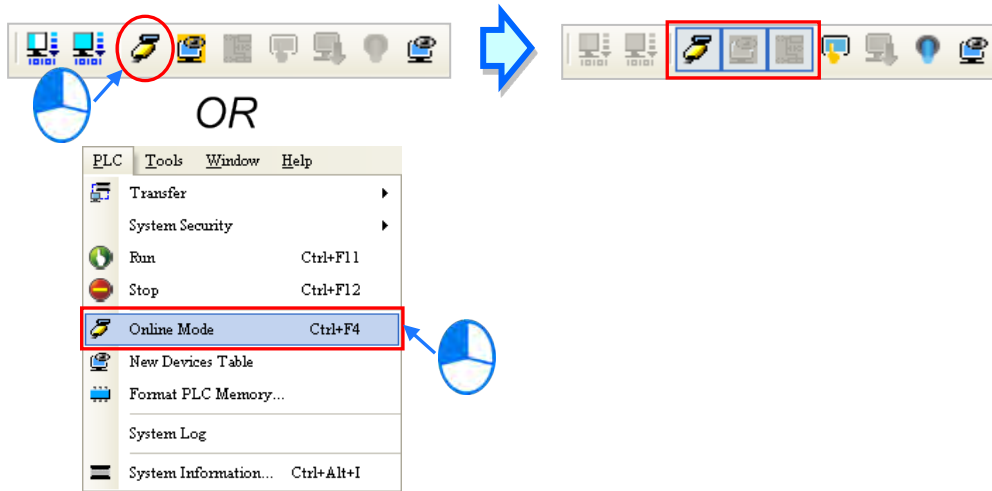 OR
PLC Tools Window Help
Transfer
System Security
Run Ctrl+F11
Stop Ctrl+F12
Online Mode Ctrl+F4
New Devices Table
Format PLC Memory...
System Log
System Information... Ctrl+Alt+I